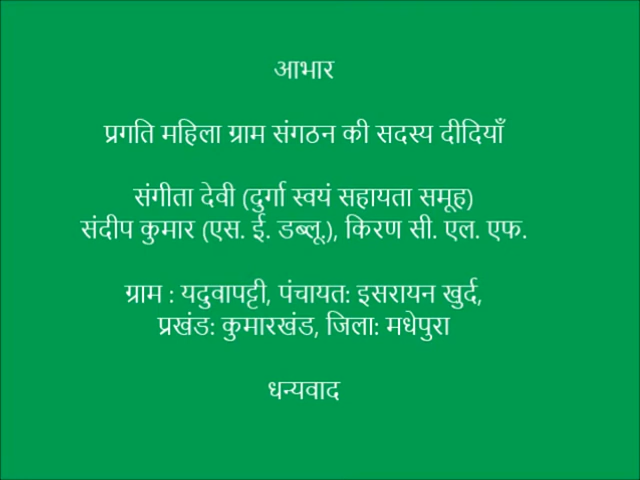 आभार
प्रगति महिला ग्राम संगठन की सदस्य दीदियाँ
संगीता देवी (दुर्गा स्वयं सहायता समूह)
संदीप कुमार (एस. ई. डब्लू.), किरण सी. एल. एफ.
ग्राम : यदुवापट्टी, पंचायत: इसरायन खुर्द,
प्रखंड: कुमारखंड, जिला: मधेपुरा
धन्यवाद